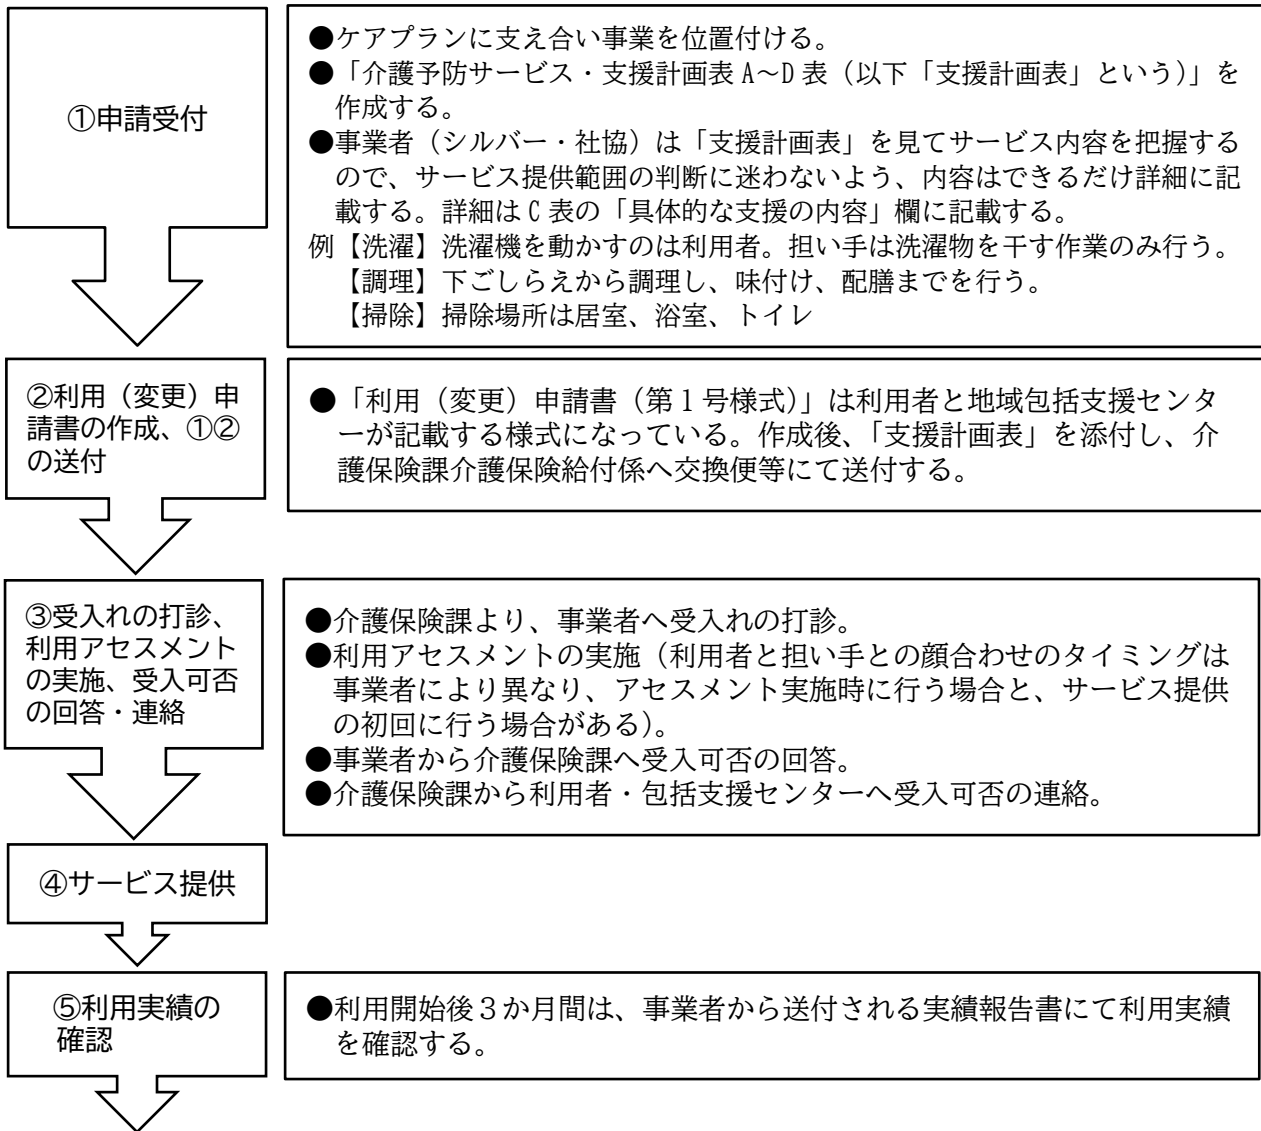 ①申請受付
●ケアプランに支え合い事業を位置付ける。
●「介護予防サービス・支援計画表 A～D 表（以下「支援計画表」という）」を
作成する。
●事業者（シルバー・社協）は「支援計画表」を見てサービス内容を把握する
ので、サービス提供範囲の判断に迷わないよう、内容はできるだけ詳細に記
載する。詳細は C 表の「具体的な支援の内容」欄に記載する。
例【洗濯】洗濯機を動かすのは利用者。担い手は洗濯物を干す作業のみ行う。
【調理】下ごしらえから調理し、味付け、配膳までを行う。
【掃除】掃除場所は居室、浴室、トイレ
②利用（変更）申
請書の作成、①②
の送付
●「利用（変更）申請書（第１号様式）」は利用者と地域包括支援センタ
ーが記載する様式になっている。作成後、「支援計画表」を添付し、介
護保険課介護保険給付係へ交換便等にて送付する。
③受入れの打診、
利用アセスメント
の実施、受入可否
の回答・連絡
●介護保険課より、事業者へ受入れの打診。
●利用アセスメントの実施（利用者と担い手との顔合わせのタイミングは
事業者により異なり、アセスメント実施時に行う場合と、サービス提供
の初回に行う場合がある）。
●事業者から介護保険課へ受入可否の回答。
●介護保険課から利用者・包括支援センターへ受入可否の連絡。
④サービス提供
⑤利用実績の
確認
●利用開始後３か月間は、事業者から送付される実績報告書にて利用実績
を確認する。